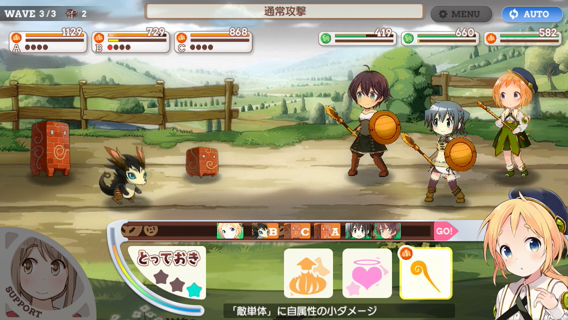 WAVE 3/3 2
通常攻撃
MENU
AUTO
1129
A
729
B
868
C
419
660
582
B C A GO!
とっておき
SUPPORT
「敵単体」に自属性の小ダメージ